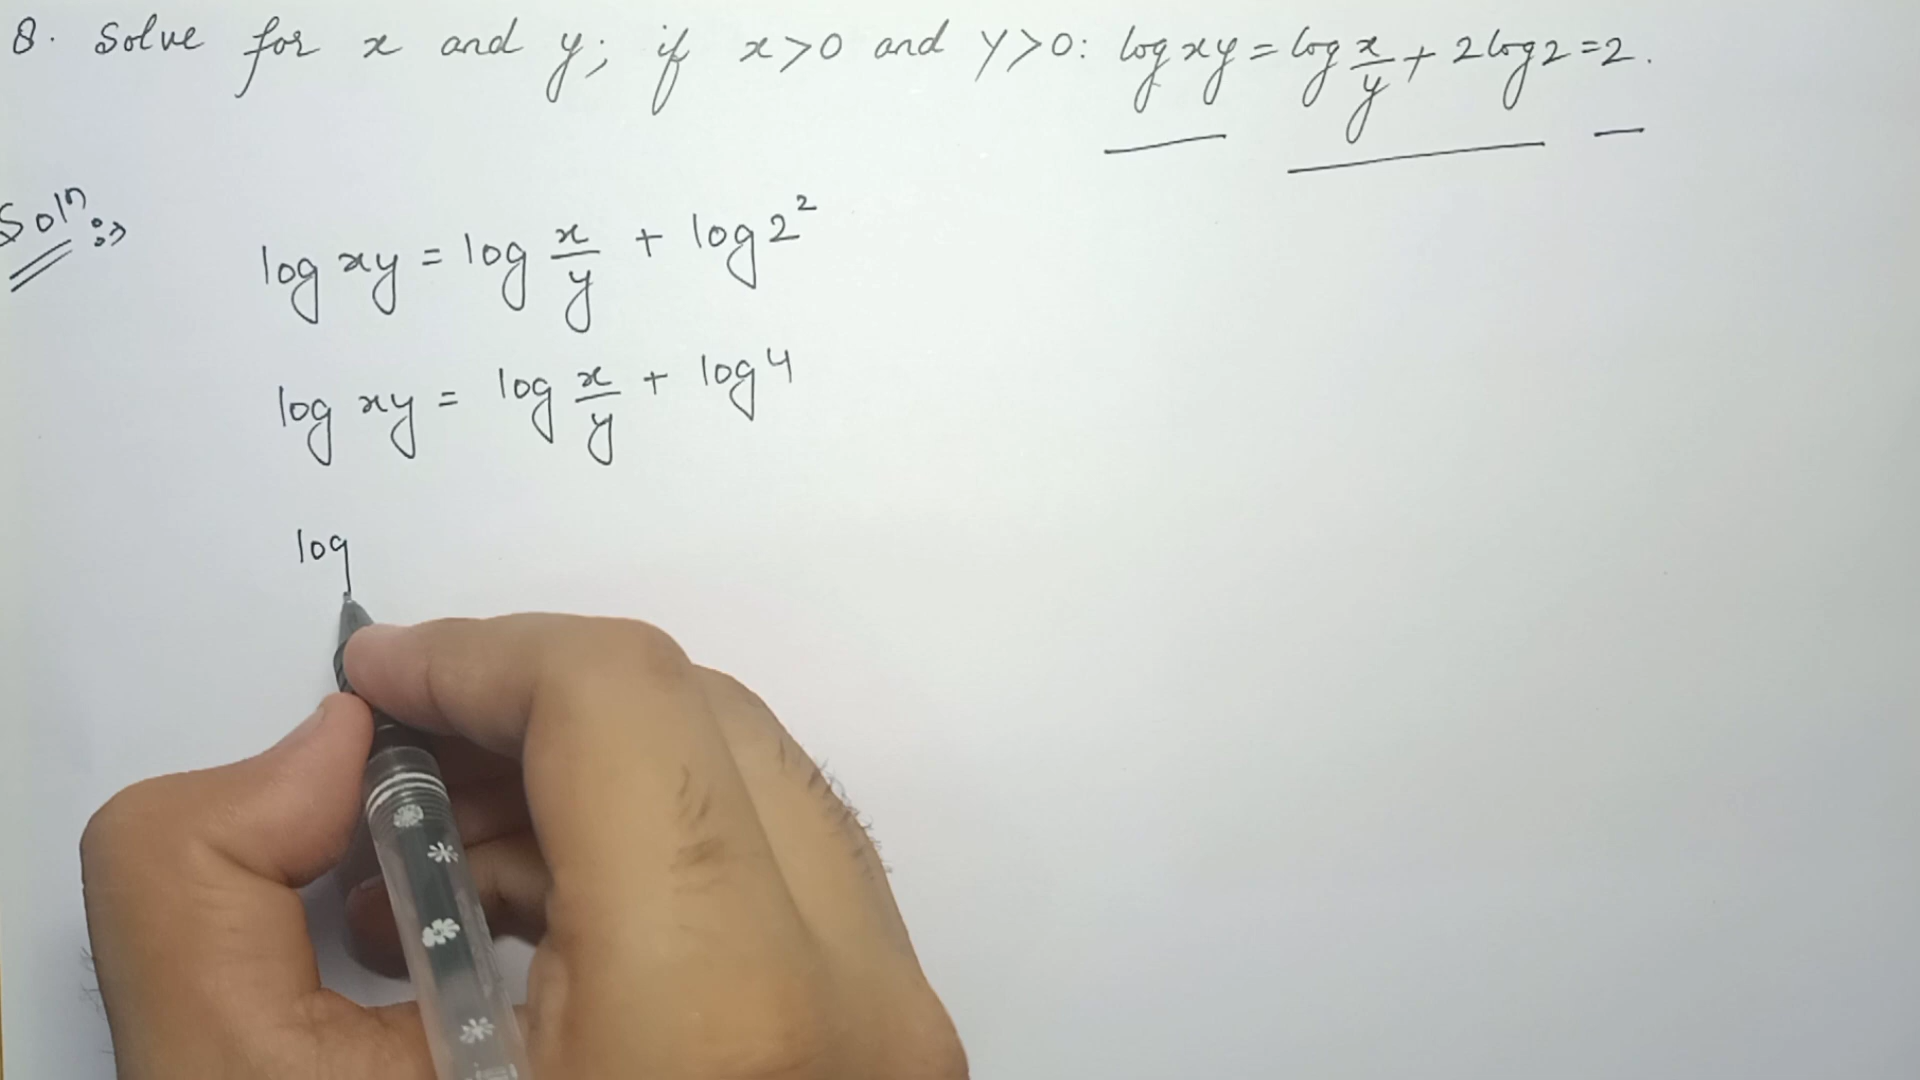 8. Solve for x and y; if x>0 and y>0: log xy = log x/y + 2log2 = 2.
Soln :>
log xy = log x/y + log 2²
log xy = log x/y + log 4
log